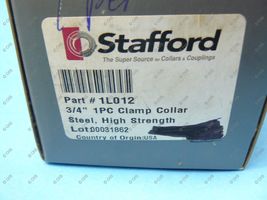 Stafford
The Super Source for Collars & Couplings
Part # 1L012
3/4" 1PC Clamp Collar
Steel, High Strength
Lot:00031862
Country of Orgin:USA